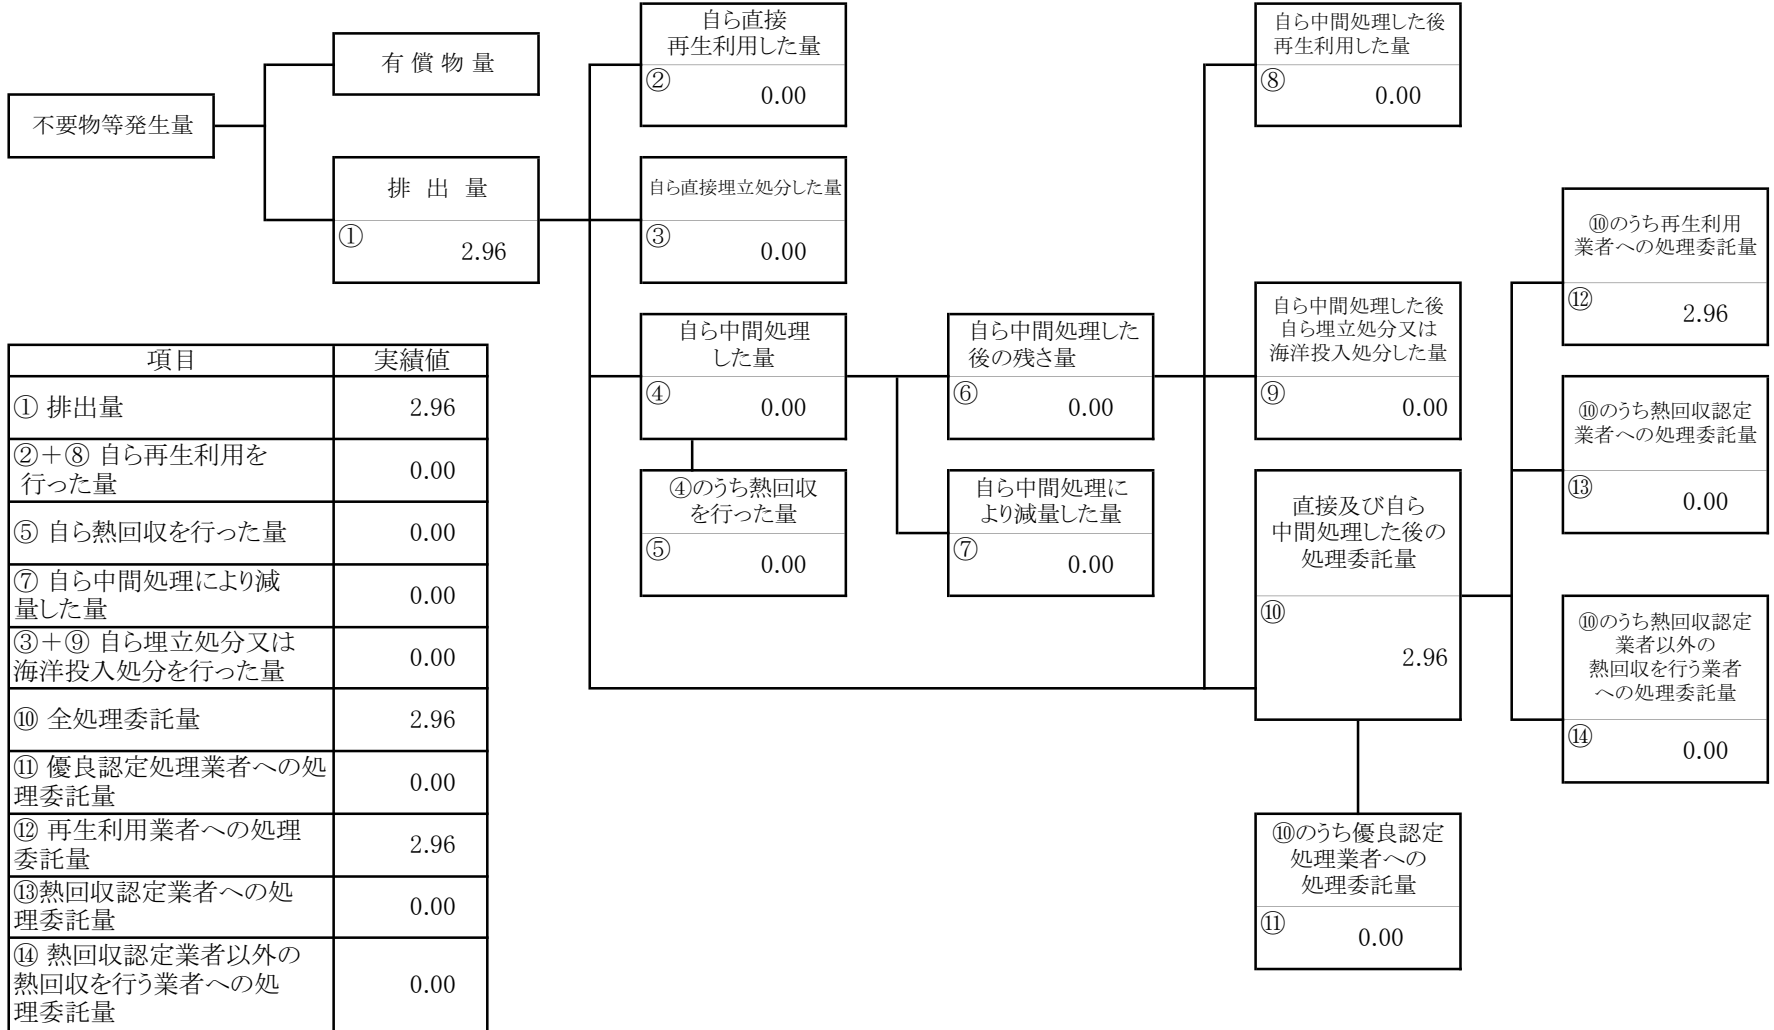 不要物等発生量
有 償 物 量
排 出 量
①
2.96
自ら直接
再生利用した量
②
0.00
自ら直接埋立処分した量
③
0.00
自ら中間処理
した量
④
0.00
④のうち熱回収
を行った量
⑤
0.00
自ら中間処理した
後の残さ量
⑥
0.00
自ら中間処理に
より減量した量
⑦
0.00
自ら中間処理した後
再生利用した量
⑧
0.00
自ら中間処理した後
自ら埋立処分又は
海洋投入処分した量
⑨
0.00
直接及び自ら
中間処理した後の
処理委託量
⑩
2.96
⑩のうち優良認定
処理業者への
処理委託量
⑪
0.00
⑩のうち再生利用
業者への処理委託量
⑫
2.96
⑩のうち熱回収認定
業者への処理委託量
⑬
0.00
⑩のうち熱回収認定
業者以外の
熱回収を行う業者
への処理委託量
⑭
0.00
項目 実績値
① 排出量 2.96
②+⑧ 自ら再生利用を
行った量 0.00
⑤ 自ら熱回収を行った量 0.00
⑦ 自ら中間処理により減
量した量 0.00
③+⑨ 自ら埋立処分又は
海洋投入処分を行った量 0.00
⑩ 全処理委託量 2.96
⑪ 優良認定処理業者への処
理委託量 0.00
⑫ 再生利用業者への処理
委託量 2.96
⑬熱回収認定業者への処
理委託量 0.00
⑭ 熱回収認定業者以外の
熱回収を行う業者への処
理委託量 0.00